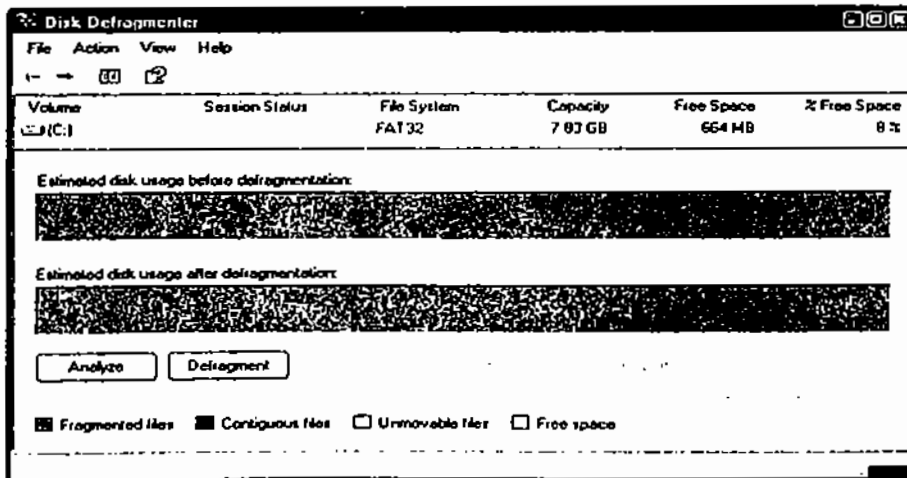 Disk Defragmenter
File Action View Help
Volume Session Status File System Capacity Free Space % Free Space
(C:) FAT32 7.83 GB 664 MB 8 %
Estimated disk usage before defragmentation:
Estimated disk usage after defragmentation:
Analyze Defragment
Fragmented files Contiguous files Unmovable files Free space